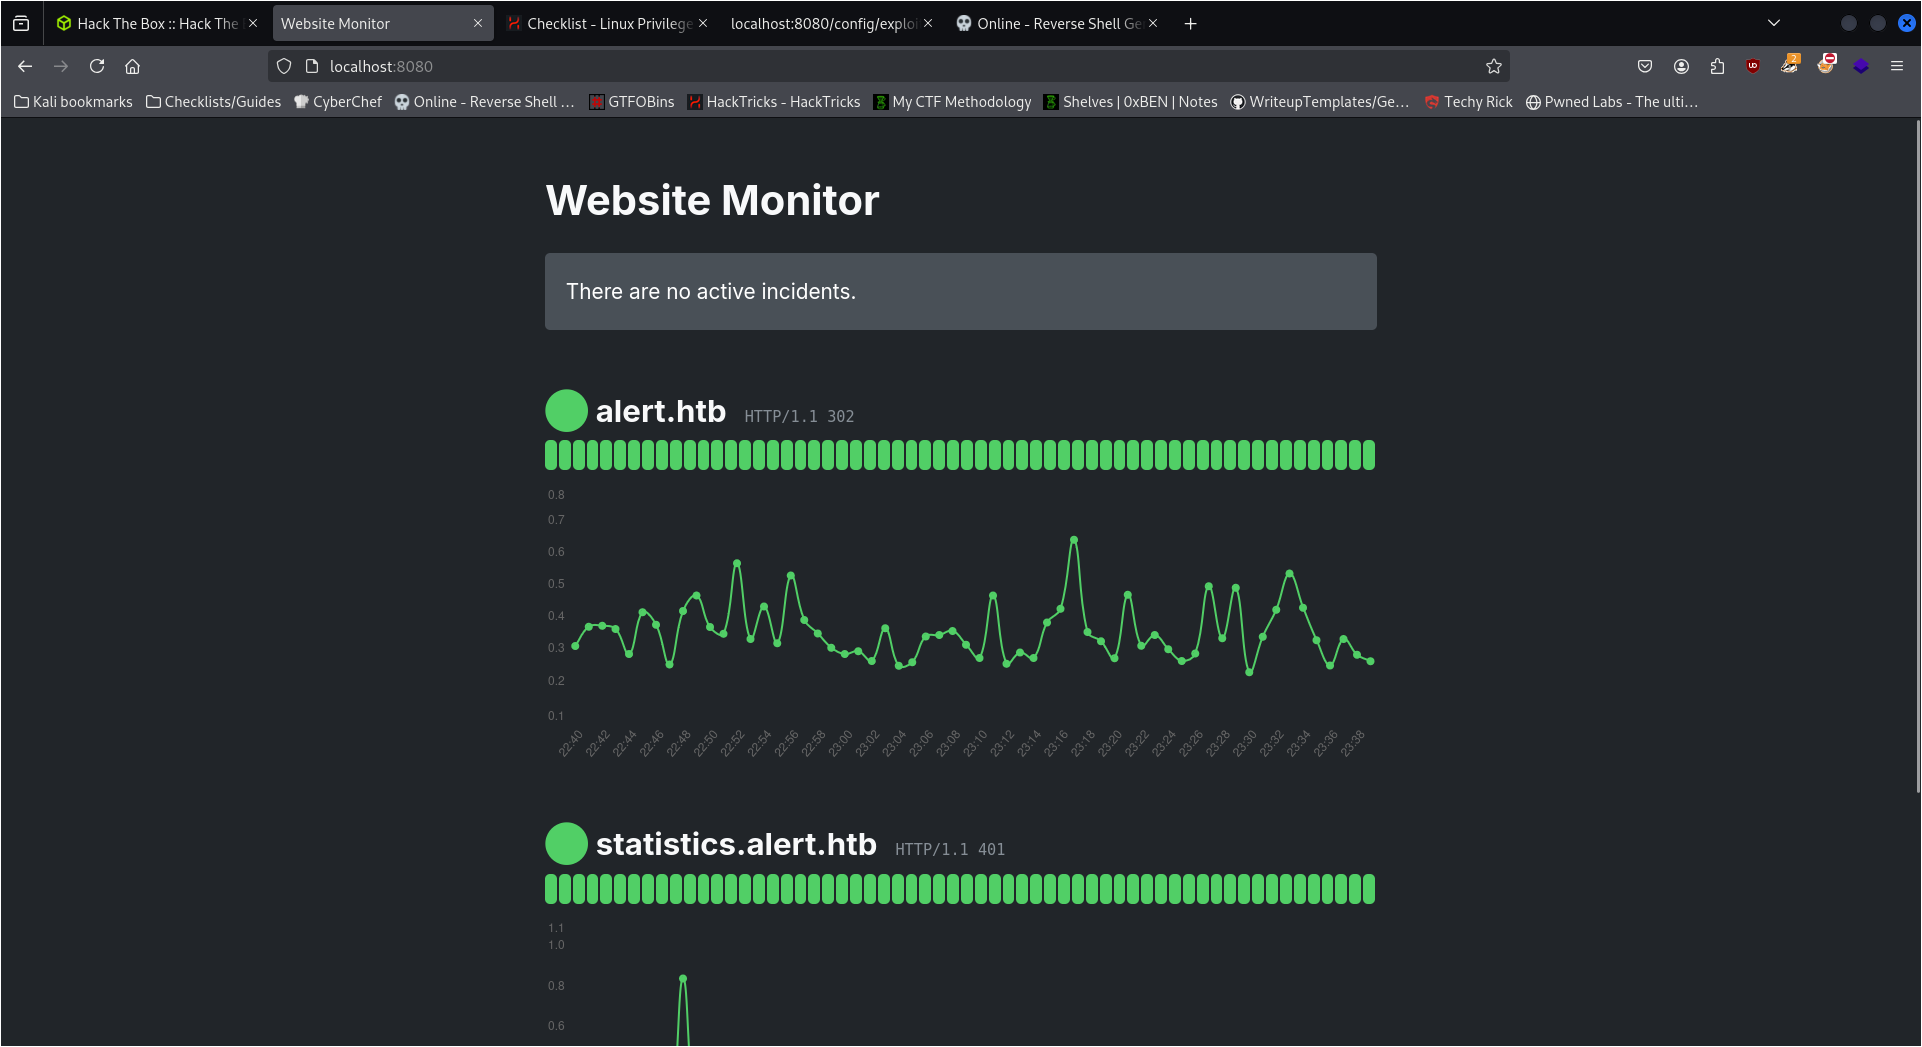 Hack The Box :: Hack The
Website Monitor
Checklist - Linux Privilege
localhost:8080/config/exploi
Online - Reverse Shell Ge
localhost:8080
2
Kali bookmarks
Checklists/Guides
CyberChef
Online - Reverse Shell …
GTFOBins
HackTricks - HackTricks
My CTF Methodology
Shelves | 0xBEN | Notes
WriteupTemplates/Ge…
Techy Rick
Pwned Labs - The ulti…
Website Monitor
There are no active incidents.
alert.htb HTTP/1.1 302
0.8
0.7
0.6
0.5
0.4
0.3
0.2
0.1
22:40 22:42 22:44 22:46 22:48 22:50 22:52 22:54 22:56 22:58 23:00 23:02 23:04 23:06 23:08 23:10 23:12 23:14 23:16 23:18 23:20 23:22 23:24 23:26 23:28 23:30 23:32 23:34 23:36 23:38
statistics.alert.htb HTTP/1.1 401
1.1
1.0
0.8
0.6